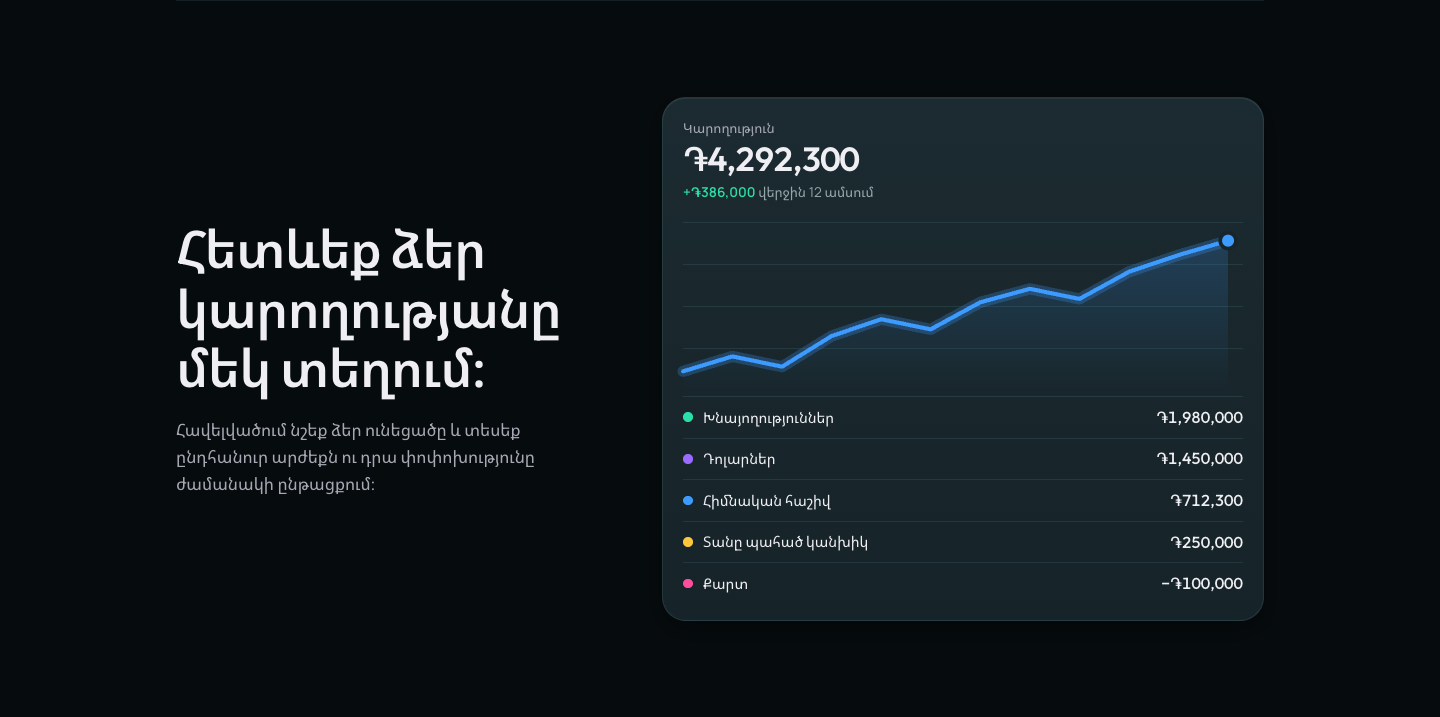 Հետևեք ձեր
կարողությանը
մեկ տեղում։
Հավելվածում նշեք ձեր ունեցածը և տեսեք
ընդհանուր արժեքն ու դրա փոփոխությունը
ժամանակի ընթացքում։
Կարողություն
֏4,292,300
+֏386,000 վերջին 12 ամսում
Խնայողություններ ֏1,980,000
Դոլարներ ֏1,450,000
Հիմնական հաշիվ ֏712,300
Տանը պահած կանխիկ ֏250,000
Քարտ −֏100,000